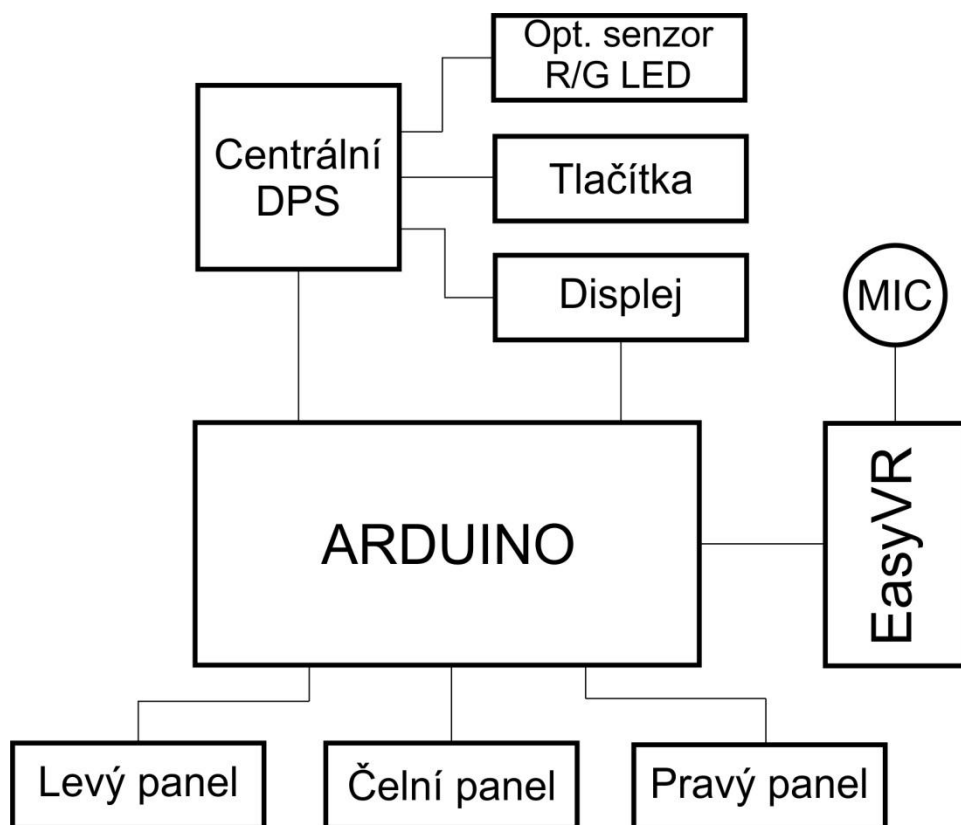 Opt. senzor
R/G LED
Centrální
DPS
Tlačítka
Displej
MIC
ARDUINO
EasyVR
Levý panel
Čelní panel
Pravý panel